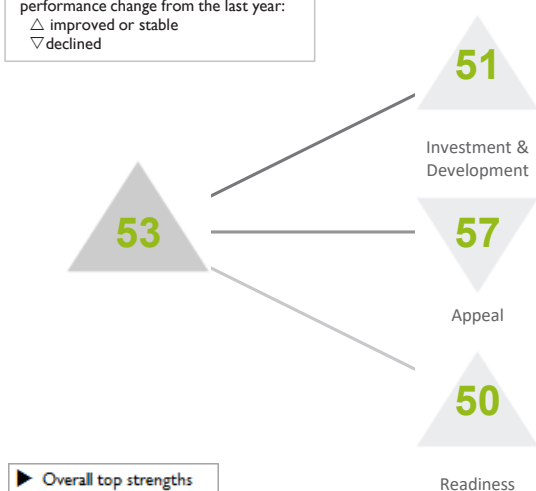 performance change from the last year:
△ improved or stable
▽ declined
51
Investment &
Development
53
57
Appeal
50
Readiness
▶ Overall top strengths